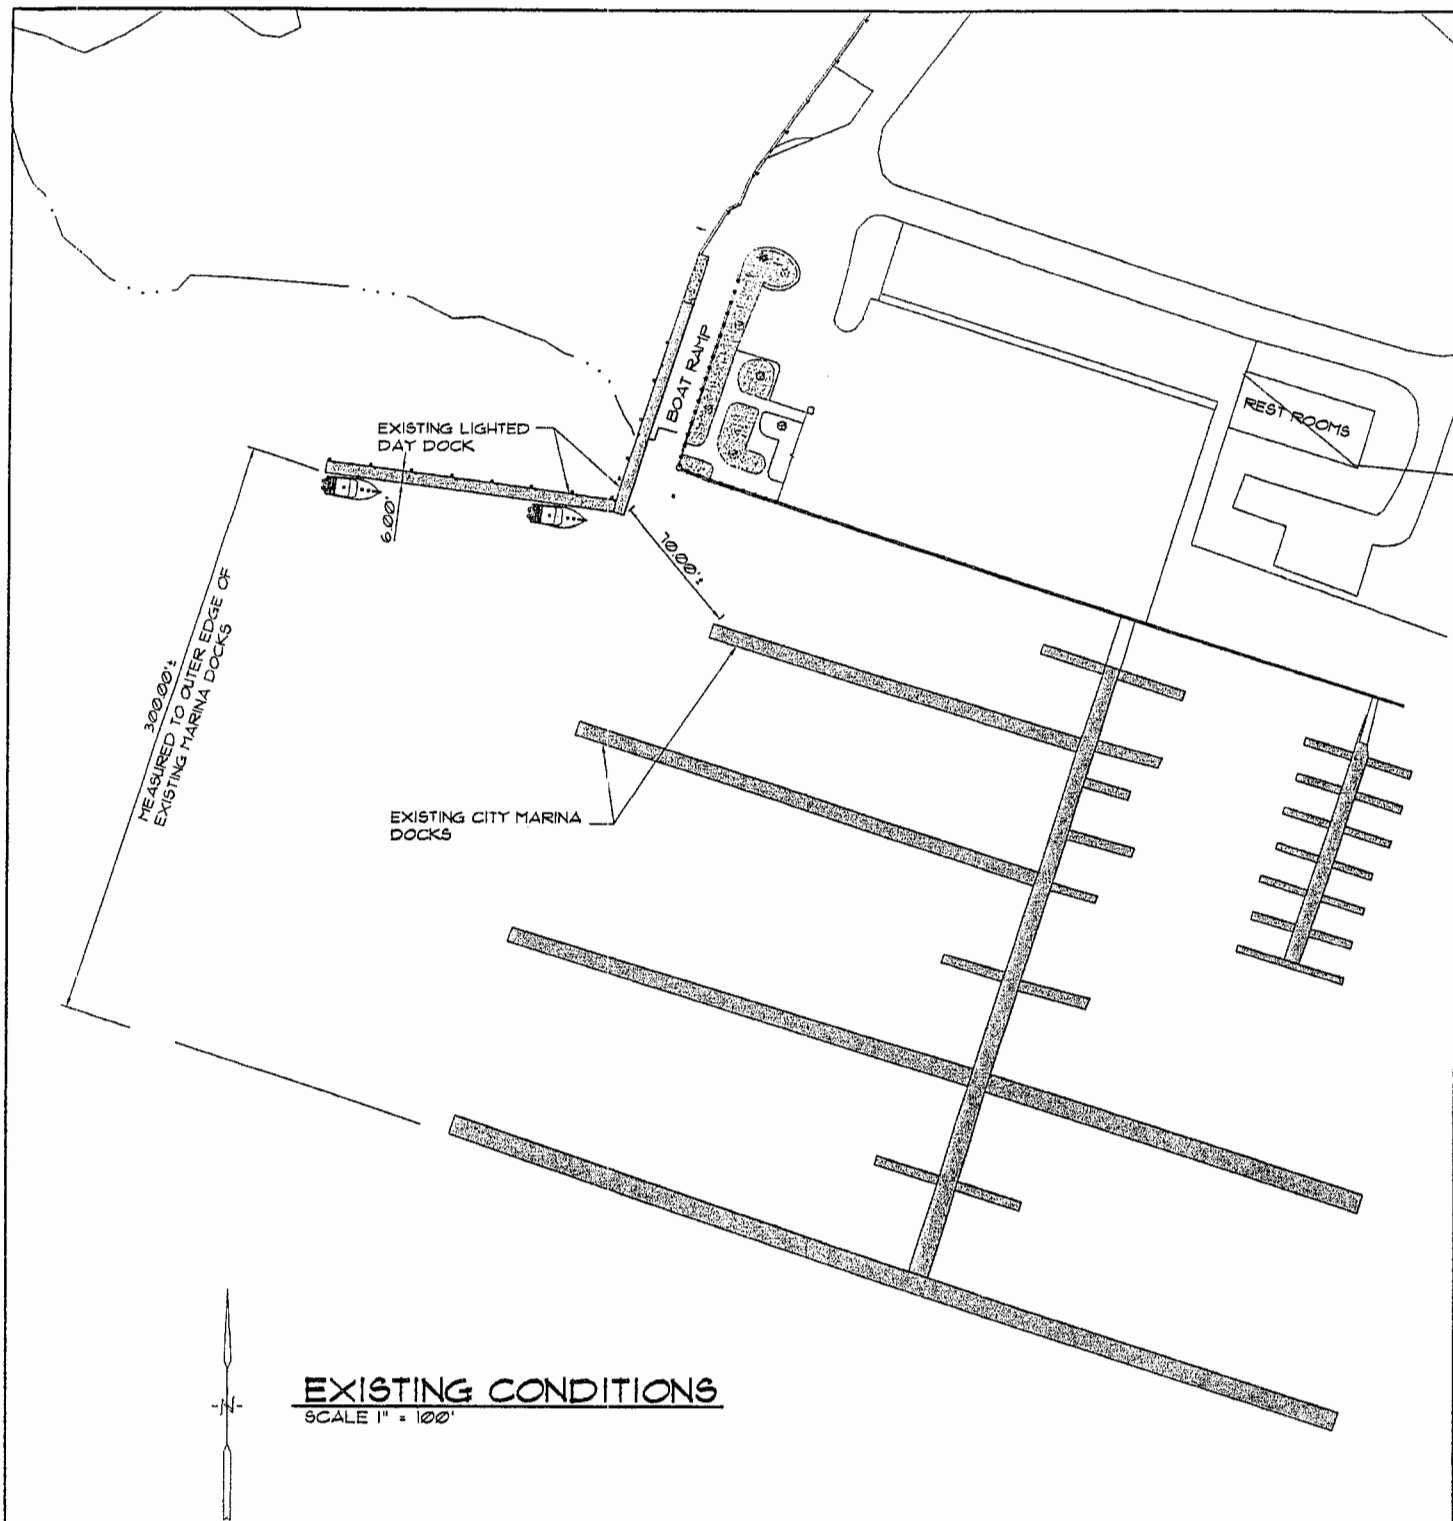 BOAT RAMP
REST ROOMS
EXISTING LIGHTED
DAY DOCK
6.00'
70.00'±
300.00'±
MEASURED TO OUTER EDGE OF
EXISTING MARINA DOCKS
EXISTING CITY MARINA
DOCKS
N
EXISTING CONDITIONS
SCALE 1" = 100'